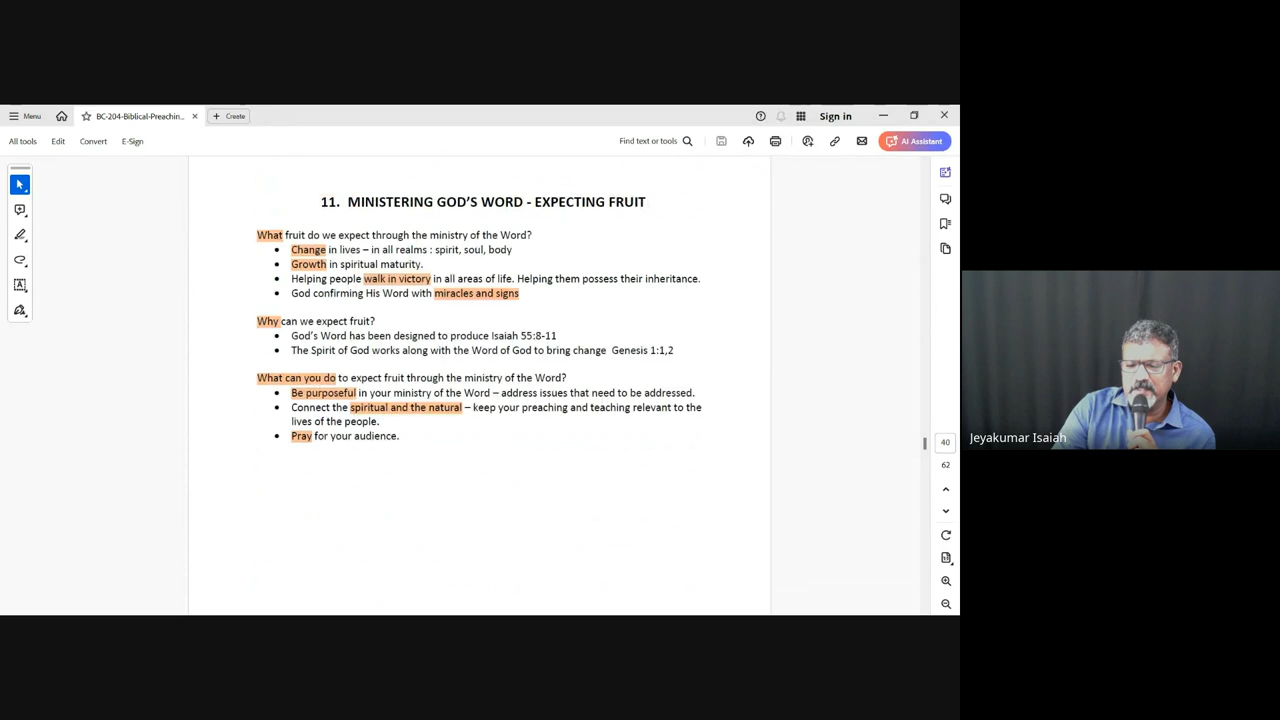 Menu
BC-204-Biblical-Preachin...
Create
Sign in
All tools
Edit
Convert
E-Sign
Find text or tools
AI Assistant
11. MINISTERING GOD'S WORD - EXPECTING FRUIT
What fruit do we expect through the ministry of the Word?
• Change in lives – in all realms : spirit, soul, body
• Growth in spiritual maturity.
• Helping people walk in victory in all areas of life. Helping them possess their inheritance.
• God confirming His Word with miracles and signs
Why can we expect fruit?
• God's Word has been designed to produce Isaiah 55:8-11
• The Spirit of God works along with the Word of God to bring change Genesis 1:1,2
What can you do to expect fruit through the ministry of the Word?
• Be purposeful in your ministry of the Word – address issues that need to be addressed.
• Connect the spiritual and the natural – keep your preaching and teaching relevant to the
lives of the people.
• Pray for your audience.
40
62
Jeyakumar Isaiah